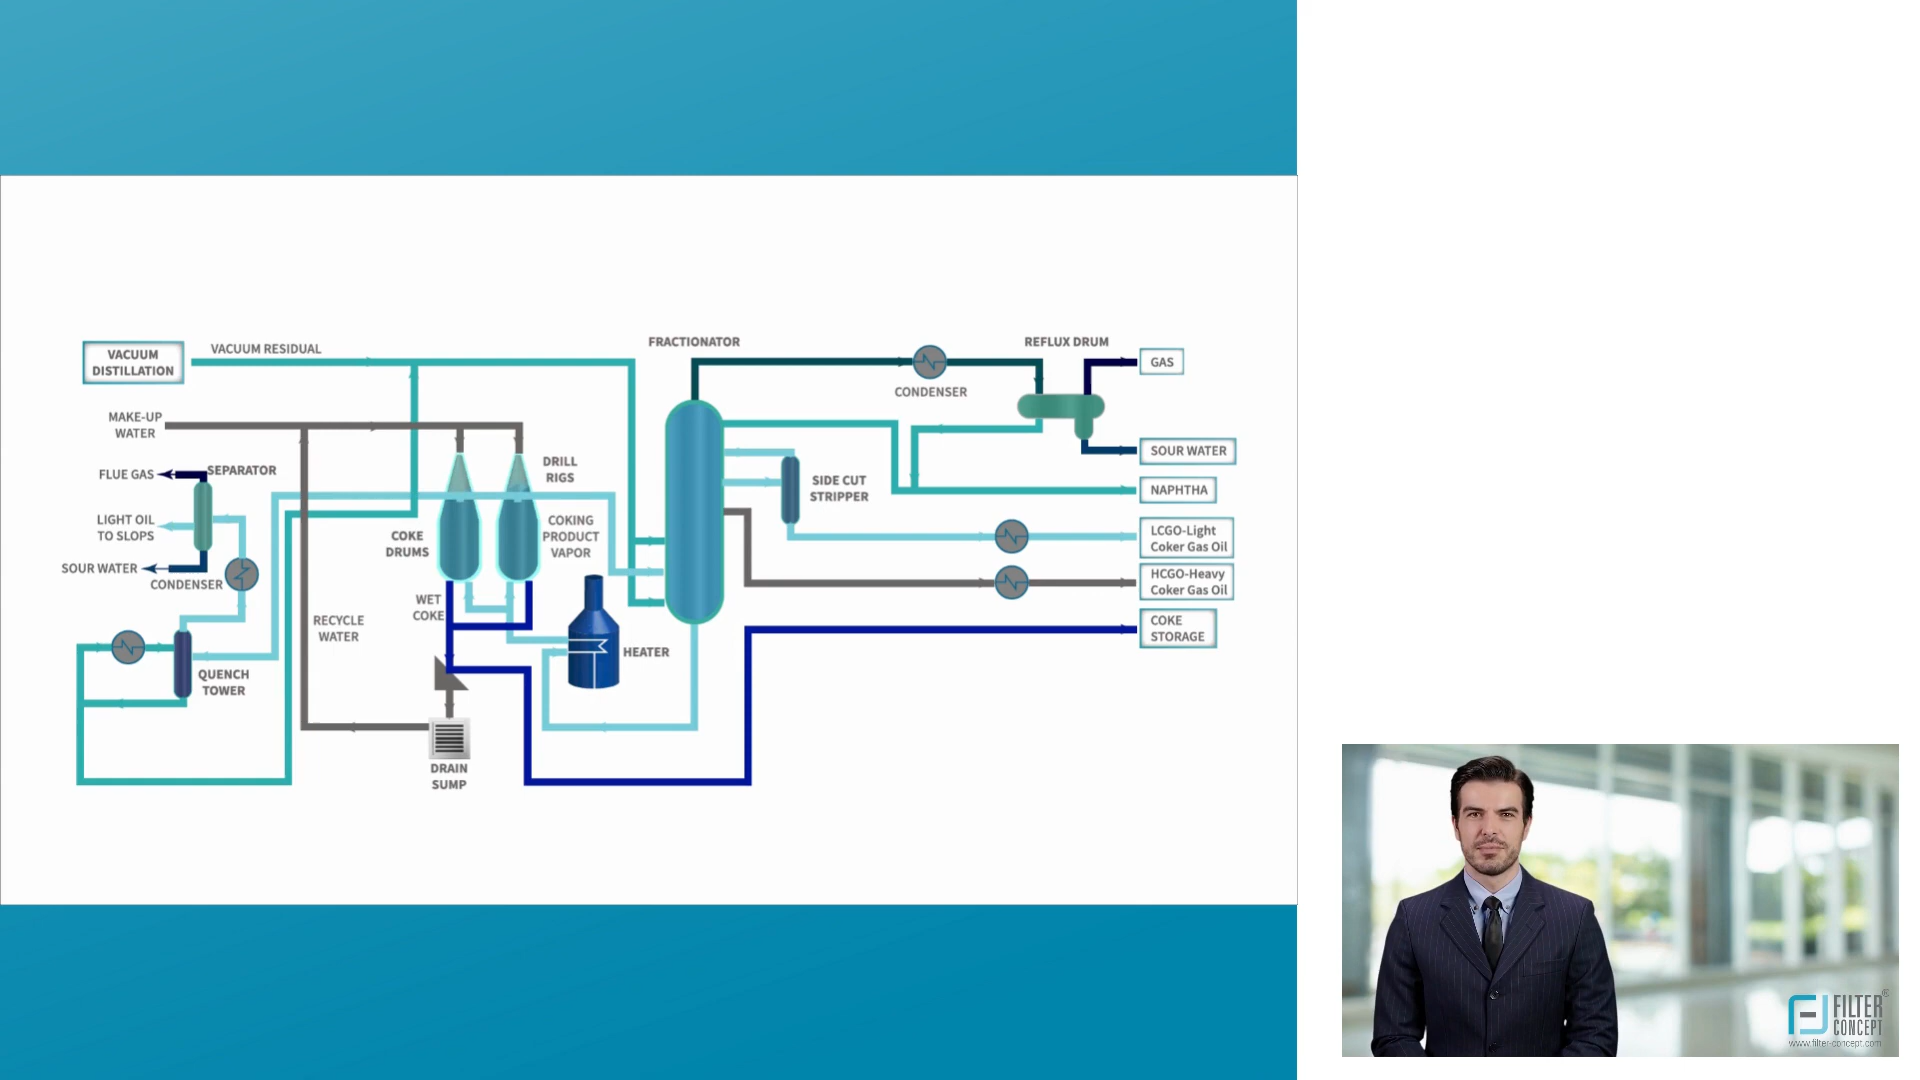 VACUUM
DISTILLATION
VACUUM RESIDUAL
FRACTIONATOR
REFLUX DRUM
GAS
CONDENSER
MAKE-UP
WATER
SOUR WATER
FLUE GAS
SEPARATOR
DRILL
RIGS
SIDE CUT
STRIPPER
NAPHTHA
LIGHT OIL
TO SLOPS
COKE
DRUMS
COKING
PRODUCT
VAPOR
LCGO-Light
Coker Gas Oil
SOUR WATER
CONDENSER
HCGO-Heavy
Coker Gas Oil
WET
COKE
RECYCLE
WATER
COKE
STORAGE
HEATER
QUENCH
TOWER
DRAIN
SUMP
FILTER
CONCEPT
®
www.filter-concept.com